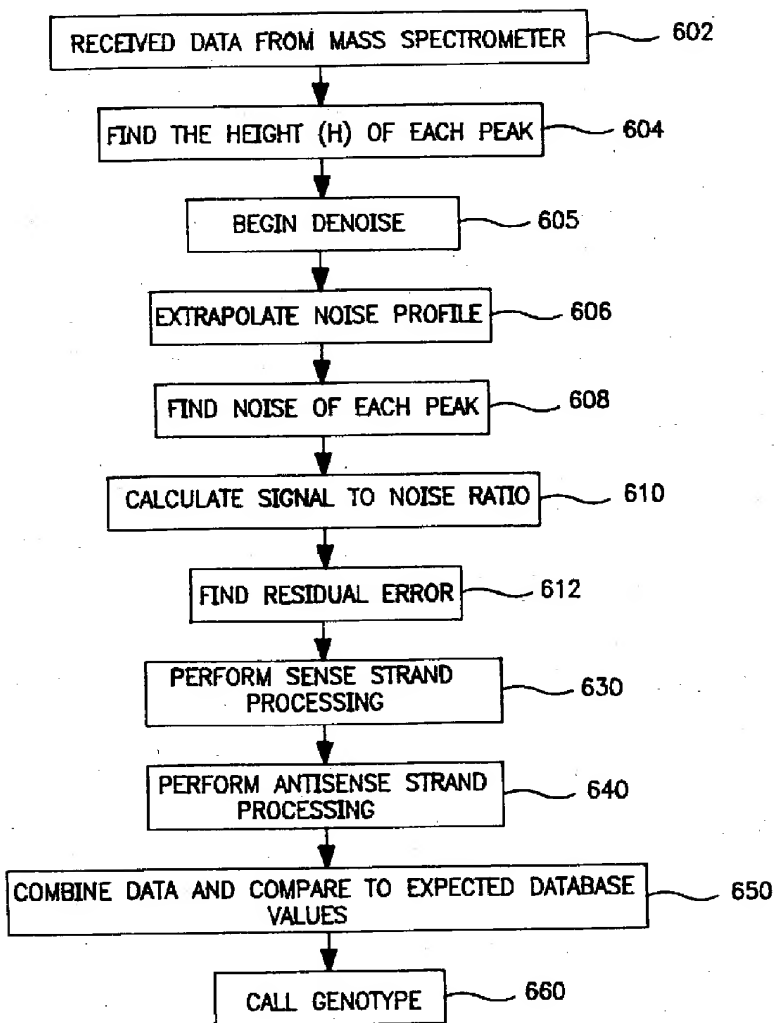 RECEIVED DATA FROM MASS SPECTROMETER 602
FIND THE HEIGHT (H) OF EACH PEAK 604
BEGIN DENOISE 605
EXTRAPOLATE NOISE PROFILE 606
FIND NOISE OF EACH PEAK 608
CALCULATE SIGNAL TO NOISE RATIO 610
FIND RESIDUAL ERROR 612
PERFORM SENSE STRAND
PROCESSING 630
PERFORM ANTISENSE STRAND
PROCESSING 640
COMBINE DATA AND COMPARE TO EXPECTED DATABASE
VALUES 650
CALL GENOTYPE 660